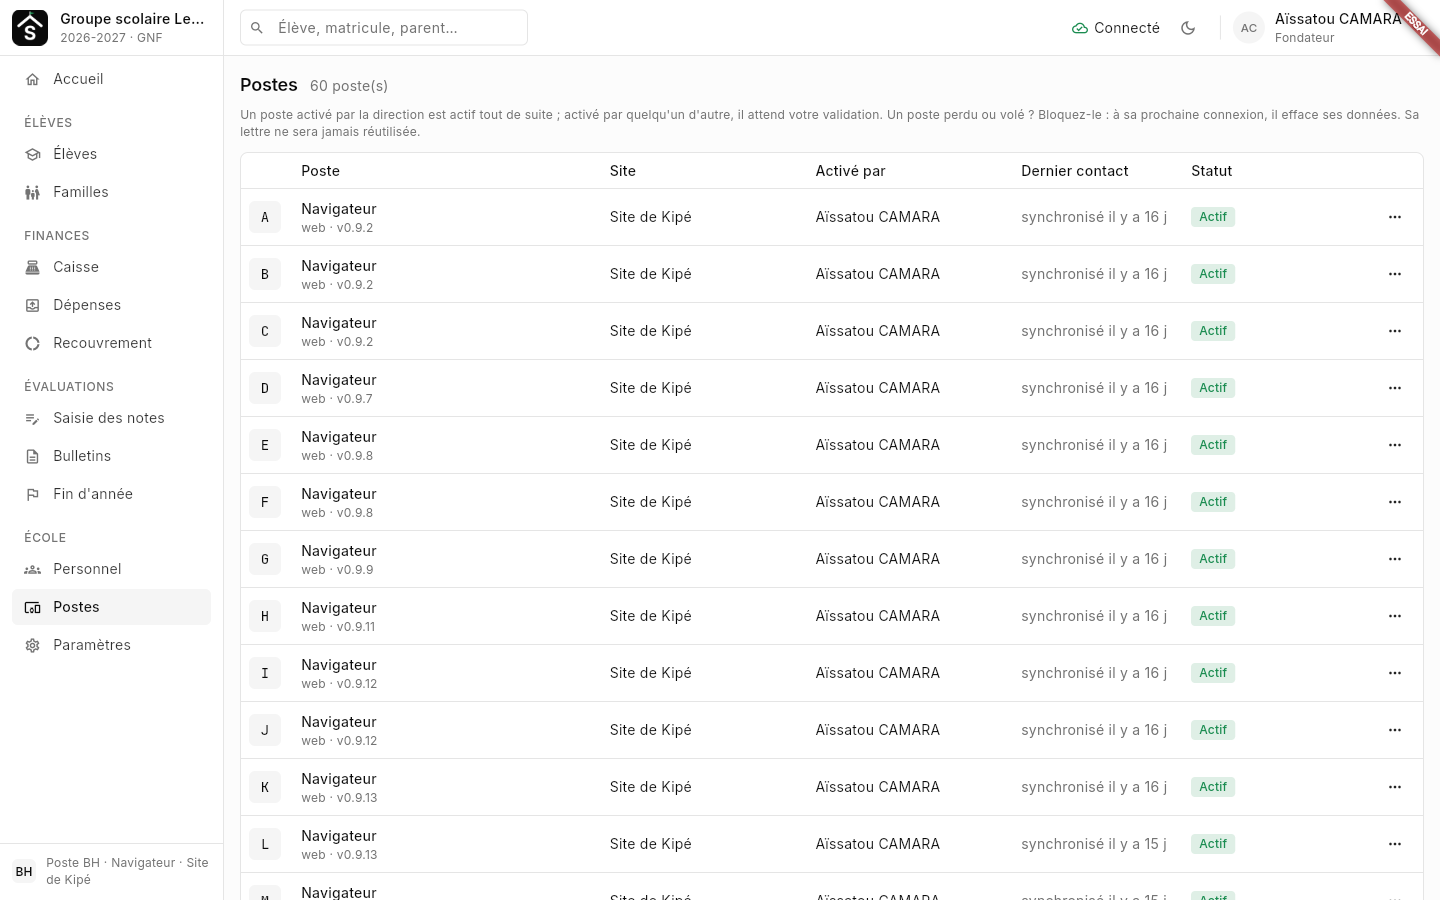 Groupe scolaire Le...
2026-2027 · GNF
Élève, matricule, parent...
Connecté
AC
Aïssatou CAMARA
Fondateur
ESSAI
Accueil
ÉLÈVES
Élèves
Familles
FINANCES
Caisse
Dépenses
Recouvrement
ÉVALUATIONS
Saisie des notes
Bulletins
Fin d'année
ÉCOLE
Personnel
Postes
Paramètres
BH
Poste BH · Navigateur · Site
de Kipé
Postes 60 poste(s)
Un poste activé par la direction est actif tout de suite ; activé par quelqu'un d'autre, il attend votre validation. Un poste perdu ou volé ? Bloquez-le : à sa prochaine connexion, il efface ses données. Sa
lettre ne sera jamais réutilisée.
Poste Site Activé par Dernier contact Statut
A Navigateur Site de Kipé Aïssatou CAMARA synchronisé il y a 16 j Actif
web · v0.9.2
B Navigateur Site de Kipé Aïssatou CAMARA synchronisé il y a 16 j Actif
web · v0.9.2
C Navigateur Site de Kipé Aïssatou CAMARA synchronisé il y a 16 j Actif
web · v0.9.2
D Navigateur Site de Kipé Aïssatou CAMARA synchronisé il y a 16 j Actif
web · v0.9.7
E Navigateur Site de Kipé Aïssatou CAMARA synchronisé il y a 16 j Actif
web · v0.9.8
F Navigateur Site de Kipé Aïssatou CAMARA synchronisé il y a 16 j Actif
web · v0.9.8
G Navigateur Site de Kipé Aïssatou CAMARA synchronisé il y a 16 j Actif
web · v0.9.9
H Navigateur Site de Kipé Aïssatou CAMARA synchronisé il y a 16 j Actif
web · v0.9.11
I Navigateur Site de Kipé Aïssatou CAMARA synchronisé il y a 16 j Actif
web · v0.9.12
J Navigateur Site de Kipé Aïssatou CAMARA synchronisé il y a 16 j Actif
web · v0.9.12
K Navigateur Site de Kipé Aïssatou CAMARA synchronisé il y a 16 j Actif
web · v0.9.13
L Navigateur Site de Kipé Aïssatou CAMARA synchronisé il y a 15 j Actif
web · v0.9.13
Navigateur